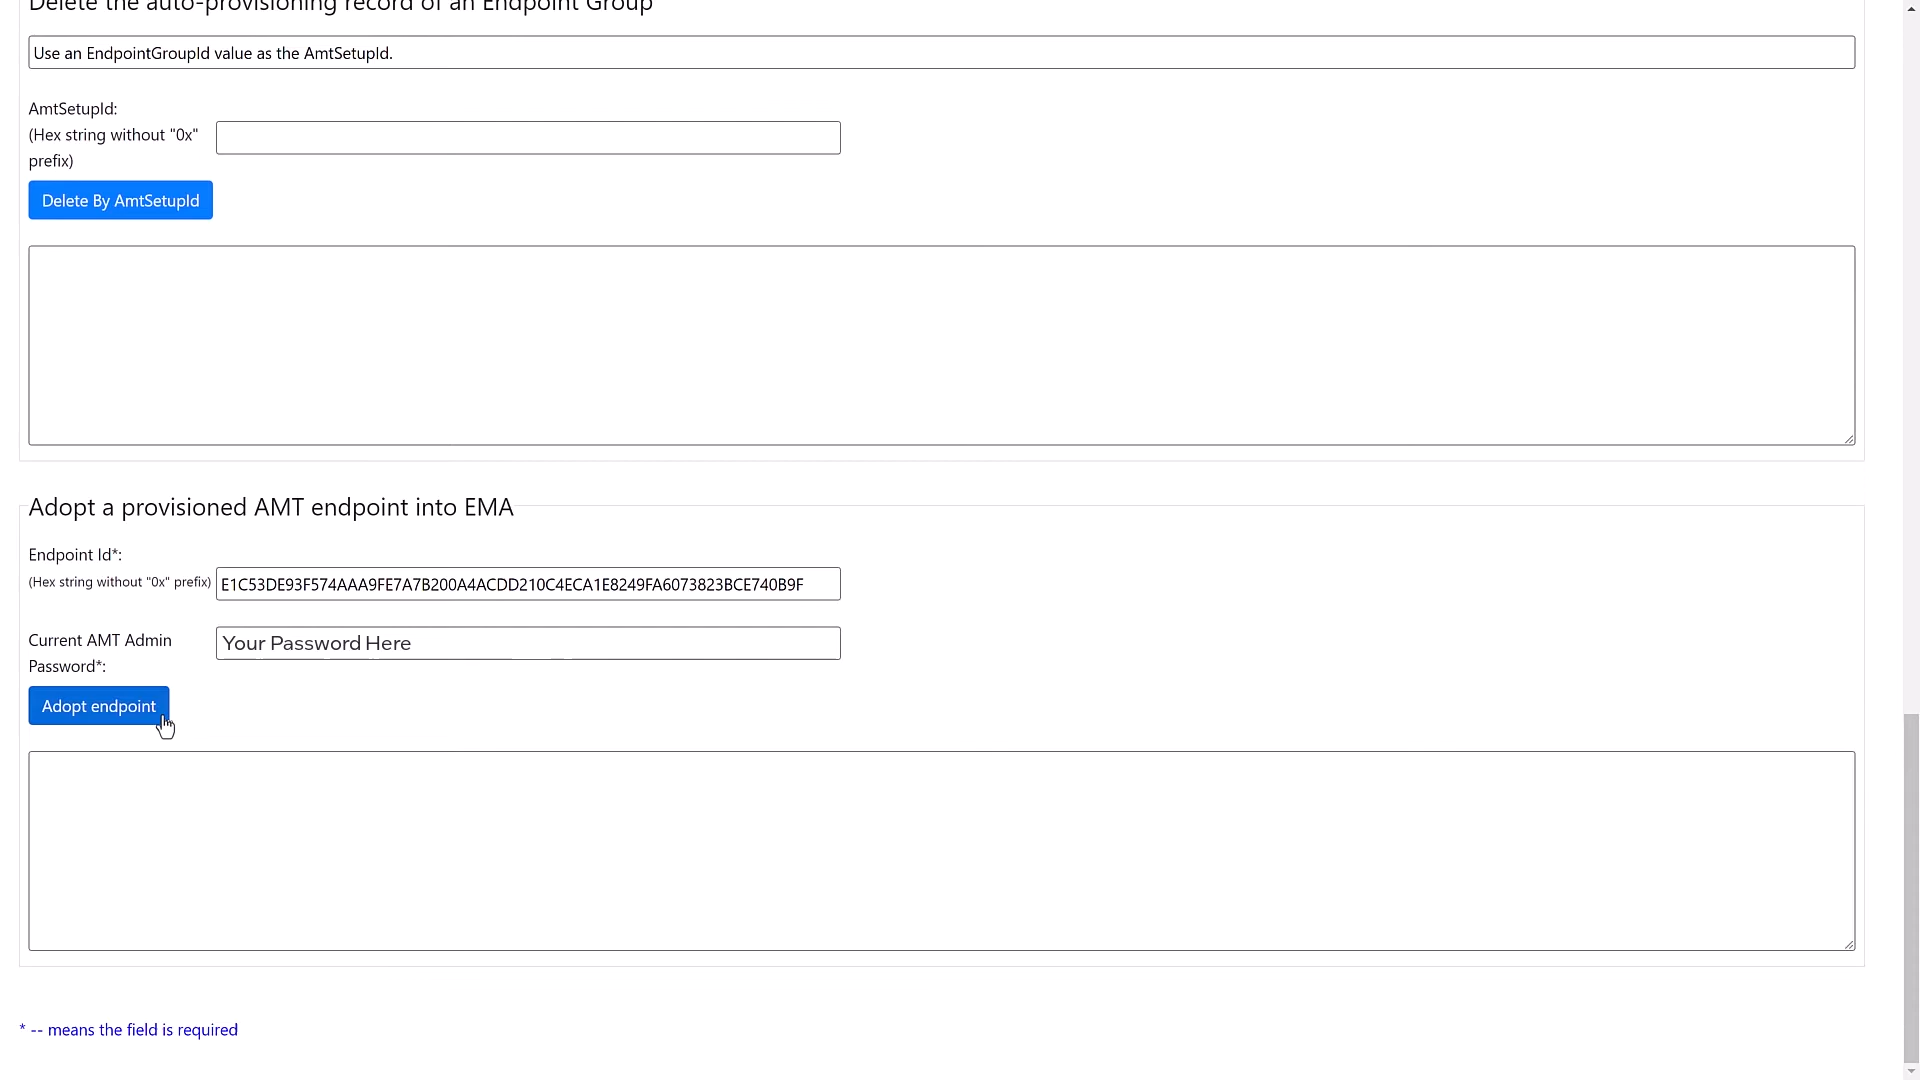 Delete the auto-provisioning record of an Endpoint Group
Use an EndpointGroupId value as the AmtSetupId.
AmtSetupId:
(Hex string without "0x"
prefix)
Delete By AmtSetupId
Adopt a provisioned AMT endpoint into EMA
Endpoint Id*:
(Hex string without "0x" prefix)
E1C53DE93F574AAA9FE7A7B200A4ACDD210C4ECA1E8249FA6073823BCE740B9F
Current AMT Admin
Password*:
Your Password Here
Adopt endpoint
* -- means the field is required